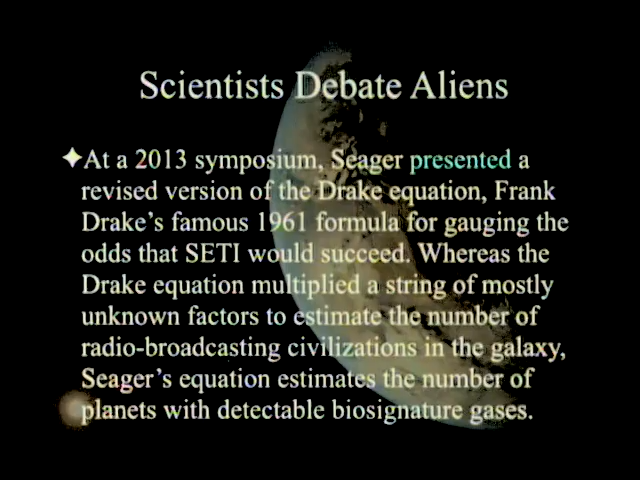 Scientists Debate Aliens
At a 2013 symposium, Seager presented a
revised version of the Drake equation, Frank
Drake's famous 1961 formula for gauging the
odds that SETI would succeed. Whereas the
Drake equation multiplied a string of mostly
unknown factors to estimate the number of
radio-broadcasting civilizations in the galaxy,
Seager's equation estimates the number of
planets with detectable biosignature gases.